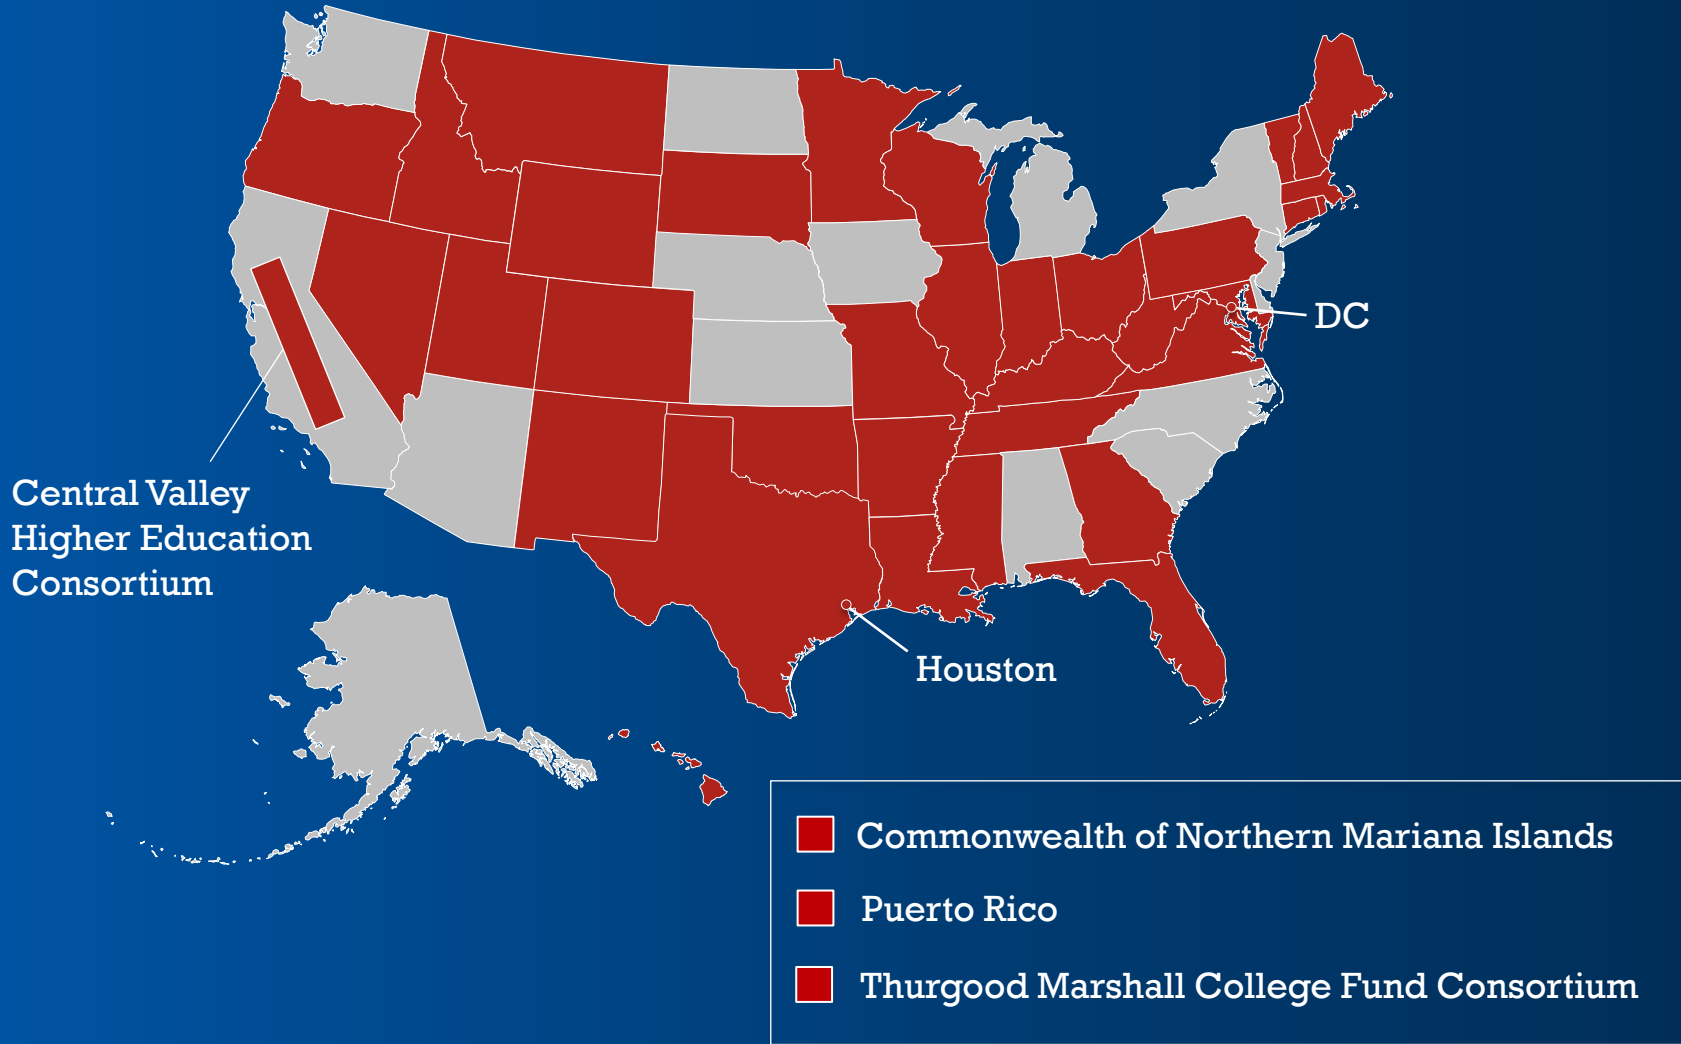 DC
Central Valley
Higher Education
Consortium
Houston
Commonwealth of Northern Mariana Islands
Puerto Rico
Thurgood Marshall College Fund Consortium